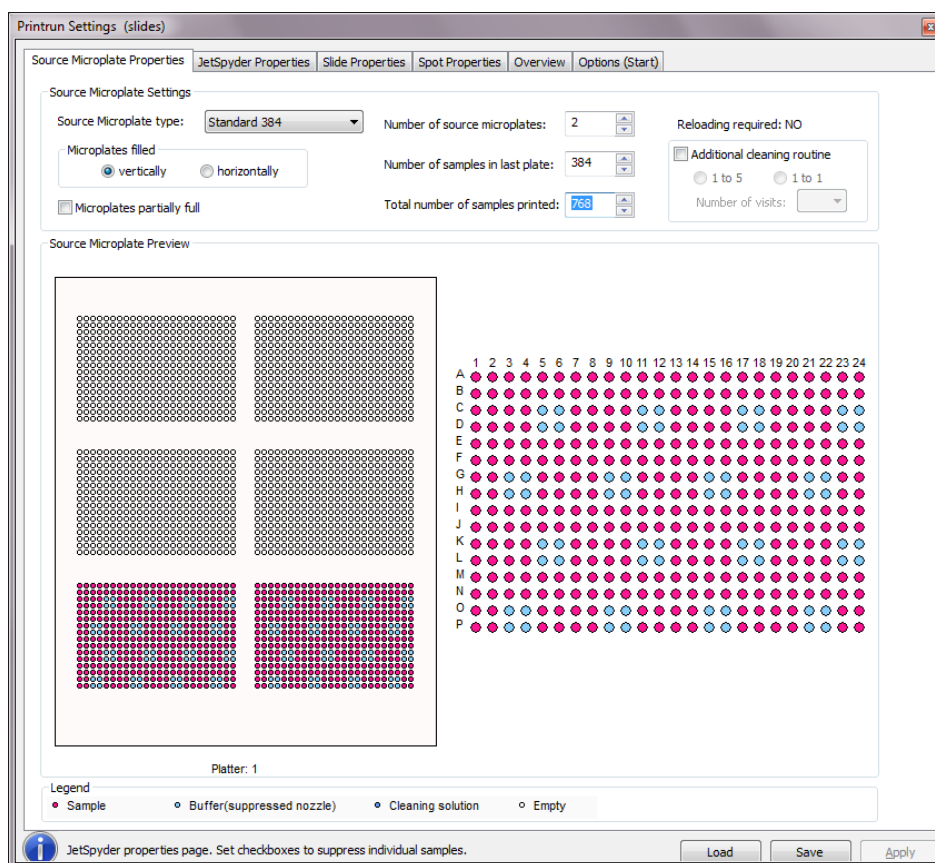 Printrun Settings (slides)
Source Microplate Properties JetSpyder Properties Slide Properties Spot Properties Overview Options (Start)
Source Microplate Settings
Source Microplate type: Standard 384 Number of source microplates: 2 Reloading required: NO
Microplates filled
vertically horizontally
Number of samples in last plate: 384
Additional cleaning routine
1 to 5 1 to 1
Microplates partially full
Total number of samples printed: 768
Number of visits:
Source Microplate Preview
1 2 3 4 5 6 7 8 9 10 11 12 13 14 15 16 17 18 19 20 21 22 23 24
A
B
C
D
E
F
G
H
I
J
K
L
M
N
O
P
Platter: 1
Legend
Sample Buffer(suppressed nozzle) Cleaning solution Empty
JetSpyder properties page. Set checkboxes to suppress individual samples.
Load Save Apply